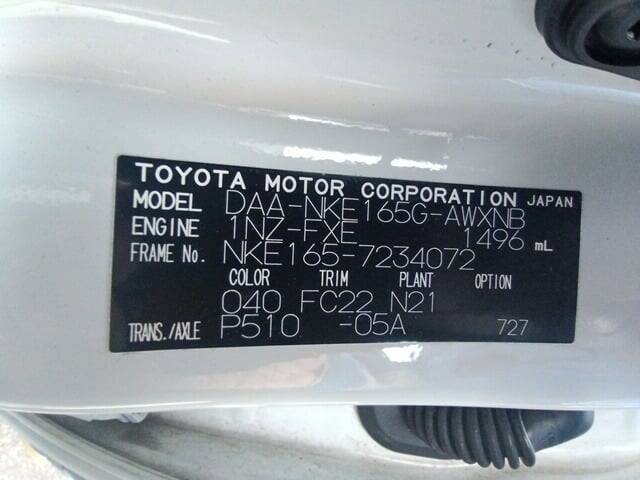 TOYOTA MOTOR CORPORATION JAPAN
MODEL DAA-NKE165G-AWXNB
ENGINE 1NZ-FXE 1496 mL
FRAME No. NKE165-7234072
COLOR TRIM PLANT OPTION
040 FC22 N21
TRANS./AXLE P510 -05A 727